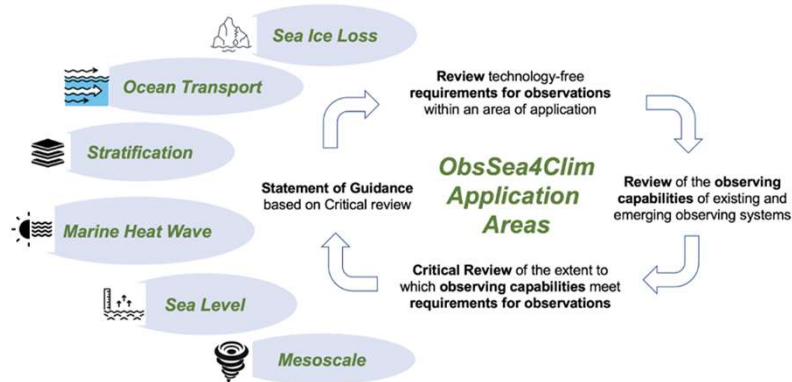 Sea Ice Loss
Ocean Transport
Stratification
Marine Heat Wave
Sea Level
Mesoscale
Review technology-free
requirements for observations
within an area of application
ObsSea4Clim
Application
Areas
Review of the observing
capabilities of existing and
emerging observing systems
Critical Review of the extent to
which observing capabilities meet
requirements for observations
Statement of Guidance
based on Critical review